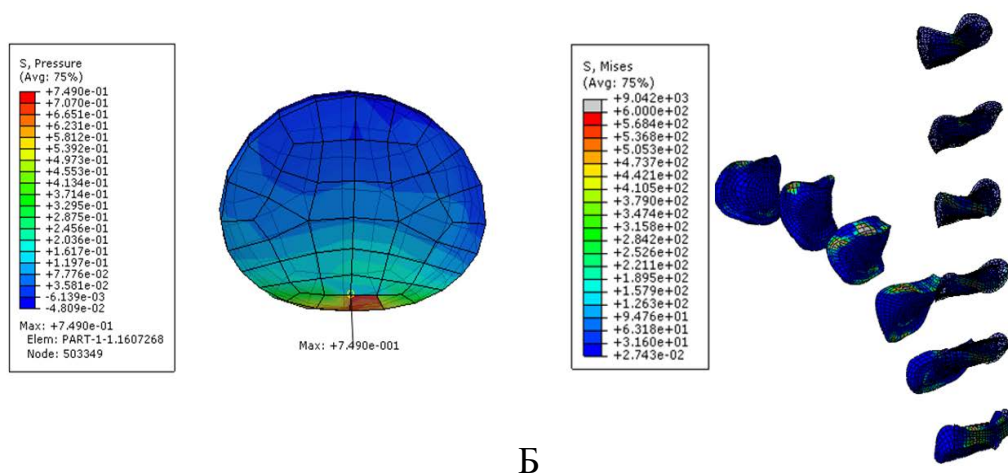 S, Pressure
(Avg: 75%)
+7.490e-01
+7.070e-01
+6.651e-01
+6.231e-01
+5.812e-01
+5.392e-01
+4.973e-01
+4.553e-01
+4.134e-01
+3.714e-01
+3.295e-01
+2.875e-01
+2.456e-01
+2.036e-01
+1.617e-01
+1.197e-01
+7.776e-02
+3.581e-02
-6.139e-03
-4.809e-02
Max: +7.490e-01
Elem: PART-1-1.1607268
Node: 503349
Max: +7.490e-001
S, Mises
(Avg: 75%)
+9.042e+03
+6.000e+02
+5.684e+02
+5.368e+02
+5.053e+02
+4.737e+02
+4.421e+02
+4.105e+02
+3.790e+02
+3.474e+02
+3.158e+02
+2.842e+02
+2.526e+02
+2.211e+02
+1.895e+02
+1.579e+02
+1.263e+02
+9.476e+01
+6.318e+01
+3.160e+01
+2.743e-02
Б